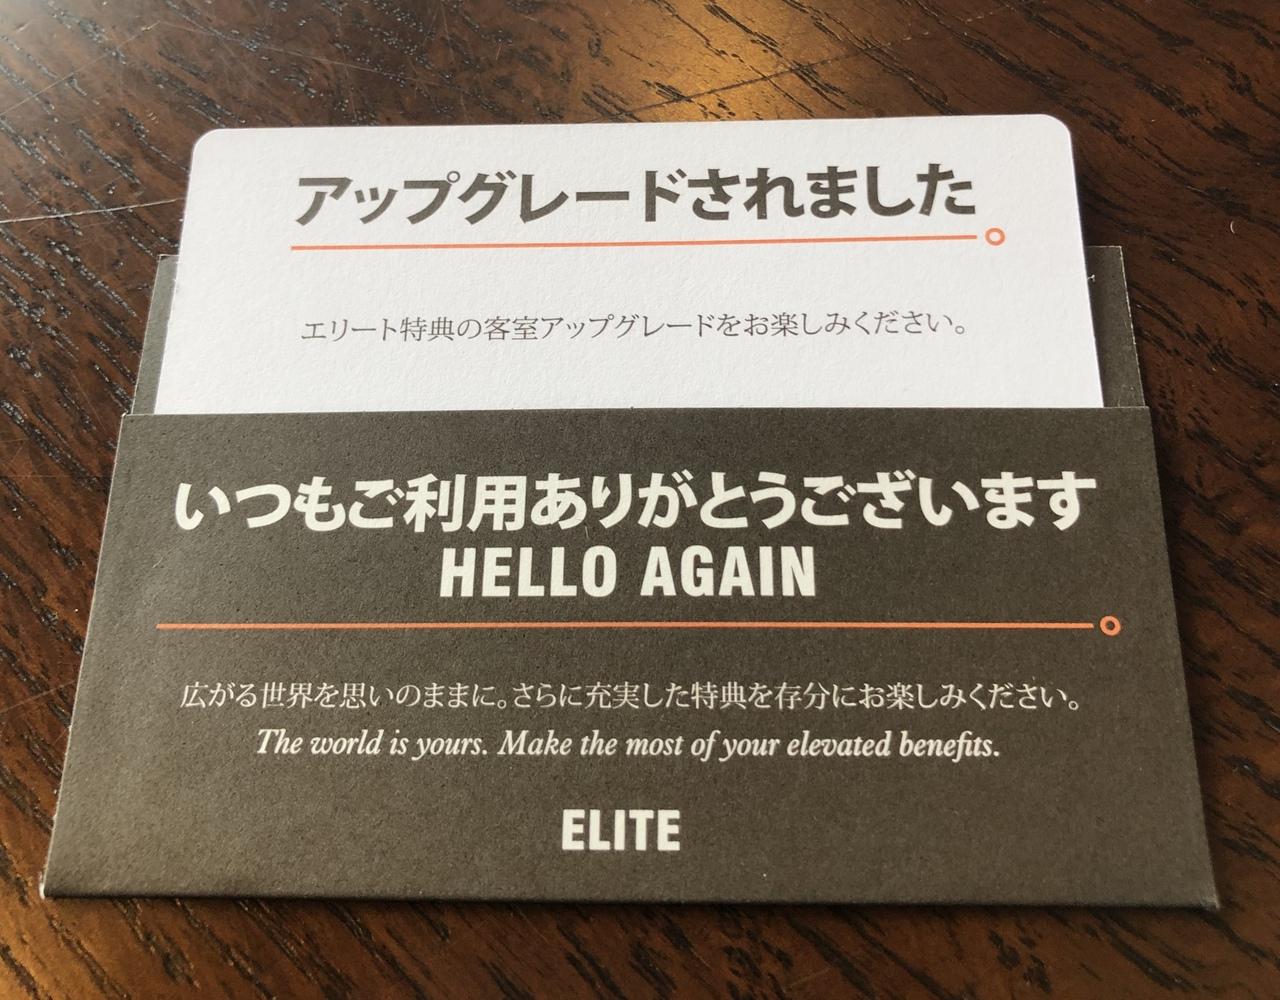 アップグレードされました
エリート特典の客室アップグレードをお楽しみください。
いつもご利用ありがとうございます
HELLO AGAIN
広がる世界を思いのままに。さらに充実した特典を存分にお楽しみください。
The world is yours. Make the most of your elevated benefits.
ELITE